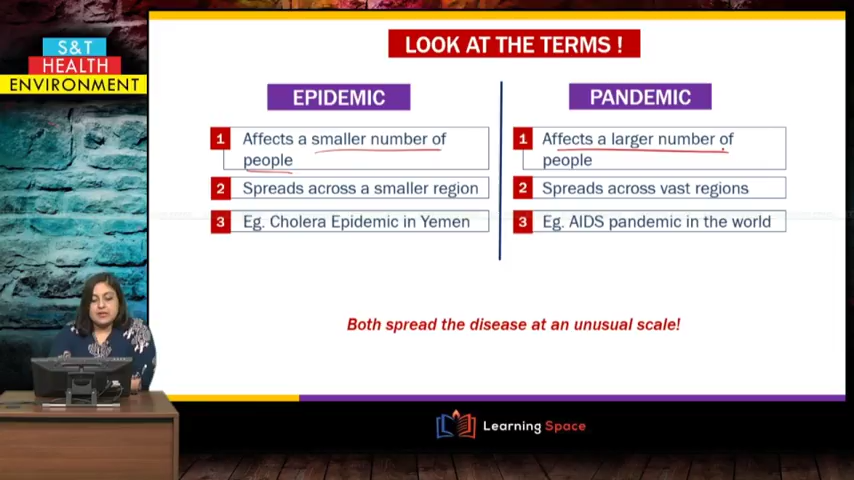 S&T
HEALTH
ENVIRONMENT
LOOK AT THE TERMS !
EPIDEMIC
1 Affects a smaller number of
people
2 Spreads across a smaller region
3 Eg. Cholera Epidemic in Yemen
PANDEMIC
1 Affects a larger number of
people
2 Spreads across vast regions
3 Eg. AIDS pandemic in the world
Both spread the disease at an unusual scale!
Learning Space